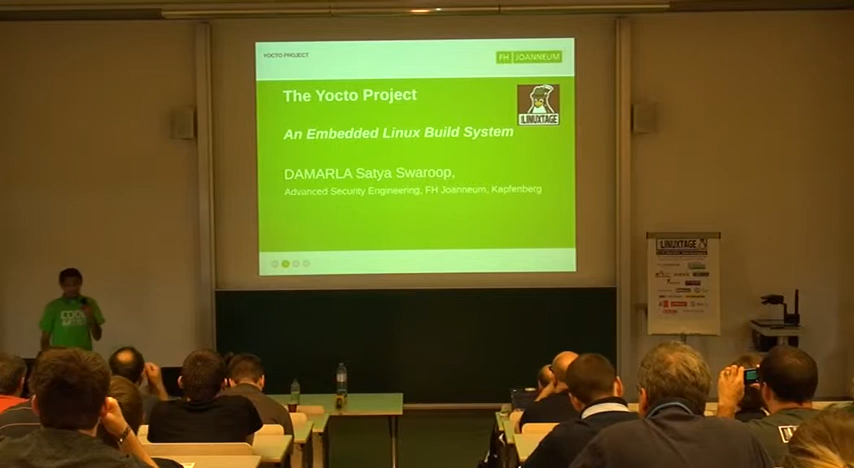 YOCTO PROJECT
FH JOANNEUM
The Yocto Project
LINUXTAGE
An Embedded Linux Build System
DAMARLA Satya Swaroop,
Advanced Security Engineering, FH Joanneum, Kapfenberg
LINUXTAGE